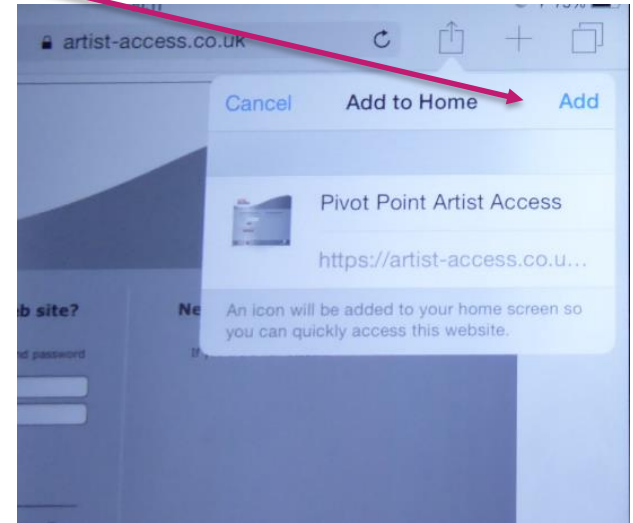 artist-access.co.uk
Cancel Add to Home Add
Pivot Point Artist Access
https://artist-access.co.u...
An icon will be added to your home screen so
you can quickly access this website.
b site? Ne
nd password If